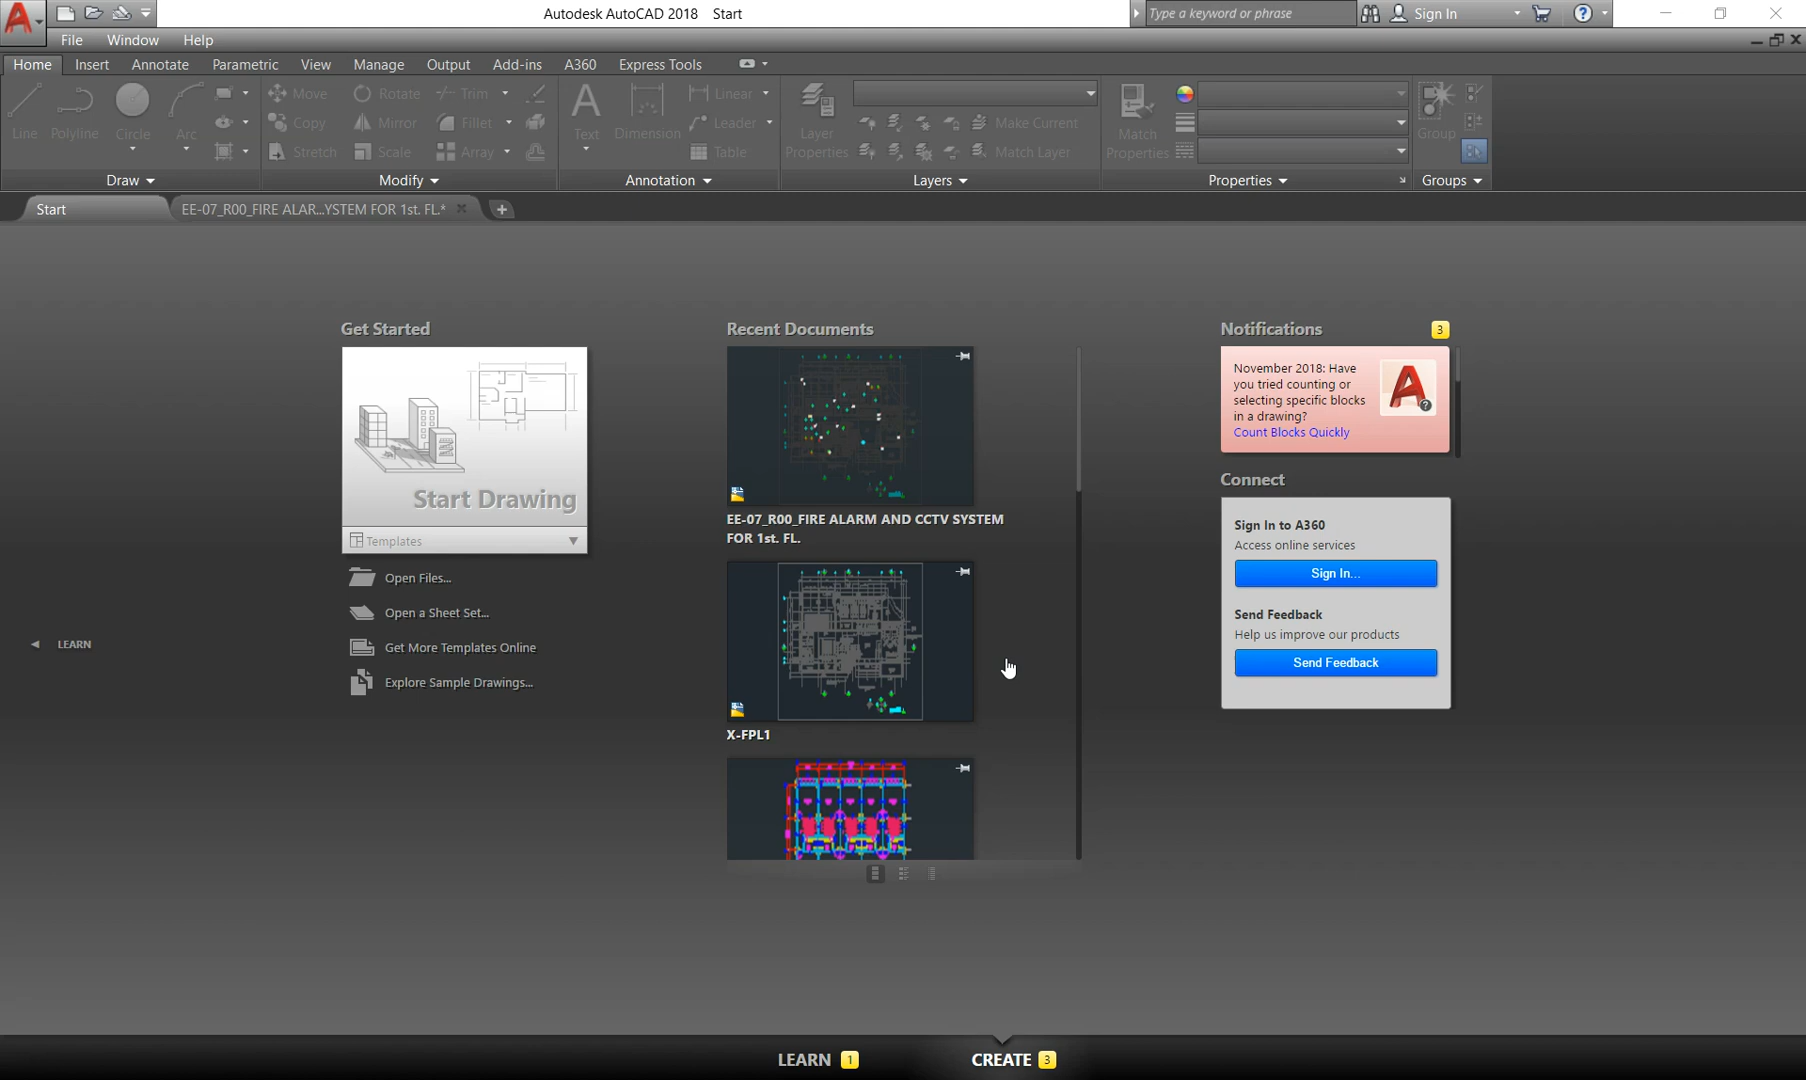 Autodesk AutoCAD 2018 Start
Type a keyword or phrase
Sign In
File Window Help
Home Insert Annotate Parametric View Manage Output Add-ins A360 Express Tools
Line Polyline Circle Arc
Move Rotate Trim
Copy Mirror Fillet
Stretch Scale Array
Text Dimension
Linear
Leader
Table
Layer
Properties
Make Current
Match Layer
Match
Properties
Group
Draw Modify Annotation Layers Properties Groups
Start
EE-07_R00_FIRE ALAR...YSTEM FOR 1st. FL.*
Get Started
Start Drawing
Templates
Open Files...
Open a Sheet Set...
Get More Templates Online
Explore Sample Drawings...
LEARN
Recent Documents
EE-07_R00_FIRE ALARM AND CCTV SYSTEM
FOR 1st. FL.
X-FPL1
Notifications 3
November 2018: Have
you tried counting or
selecting specific blocks
in a drawing?
Count Blocks Quickly
Connect
Sign In to A360
Access online services
Sign In...
Send Feedback
Help us improve our products
Send Feedback
LEARN 1
CREATE 3